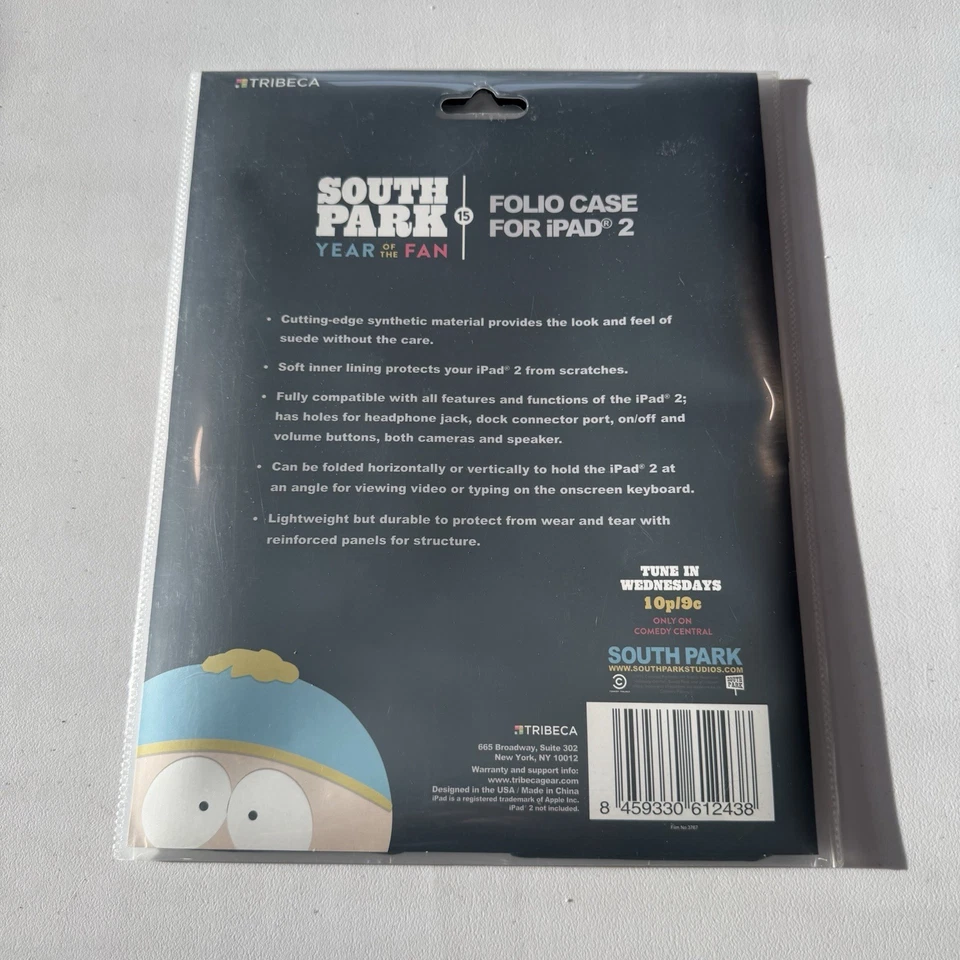 TRIBECA
SOUTH
PARK
YEAR OF THE FAN
15
FOLIO CASE
FOR iPAD® 2
• Cutting-edge synthetic material provides the look and feel of
suede without the care.
• Soft inner lining protects your iPad® 2 from scratches.
• Fully compatible with all features and functions of the iPad® 2;
has holes for headphone jack, dock connector port, on/off and
volume buttons, both cameras and speaker.
• Can be folded horizontally or vertically to hold the iPad® 2 at
an angle for viewing video or typing on the onscreen keyboard.
• Lightweight but durable to protect from wear and tear with
reinforced panels for structure.
TUNE IN
WEDNESDAYS
10p/9c
ONLY ON
COMEDY CENTRAL
SOUTH PARK
WWW.SOUTHPARKSTUDIOS.COM
SOUTH
PARK
TRIBECA
665 Broadway, Suite 302
New York, NY 10012
Warranty and support info:
www.tribecagear.com
Designed in the USA / Made in China
iPad is a registered trademark of Apple Inc.
iPad® 2 not included.
8 459330 612438